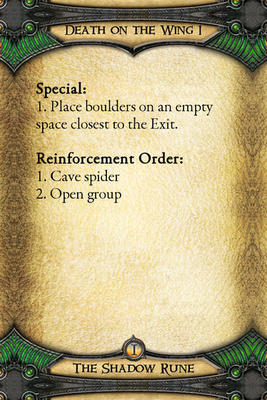 Death on the Wing I
Special:
1. Place boulders on an empty
space closest to the Exit.
Reinforcement Order:
1. Cave spider
2. Open group
I
The Shadow Rune